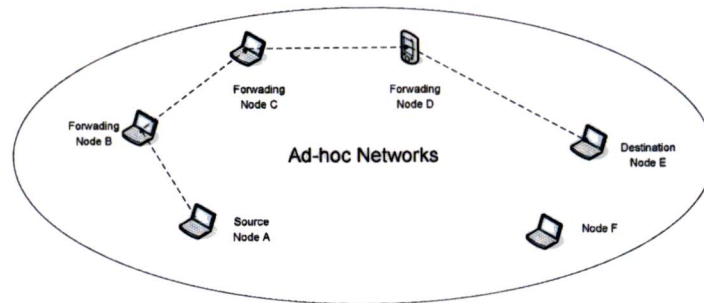 Forwading
Node C
Forwading
Node D
Forwading
Node B
Ad-hoc Networks
Destination
Node E
Source
Node A
Node F